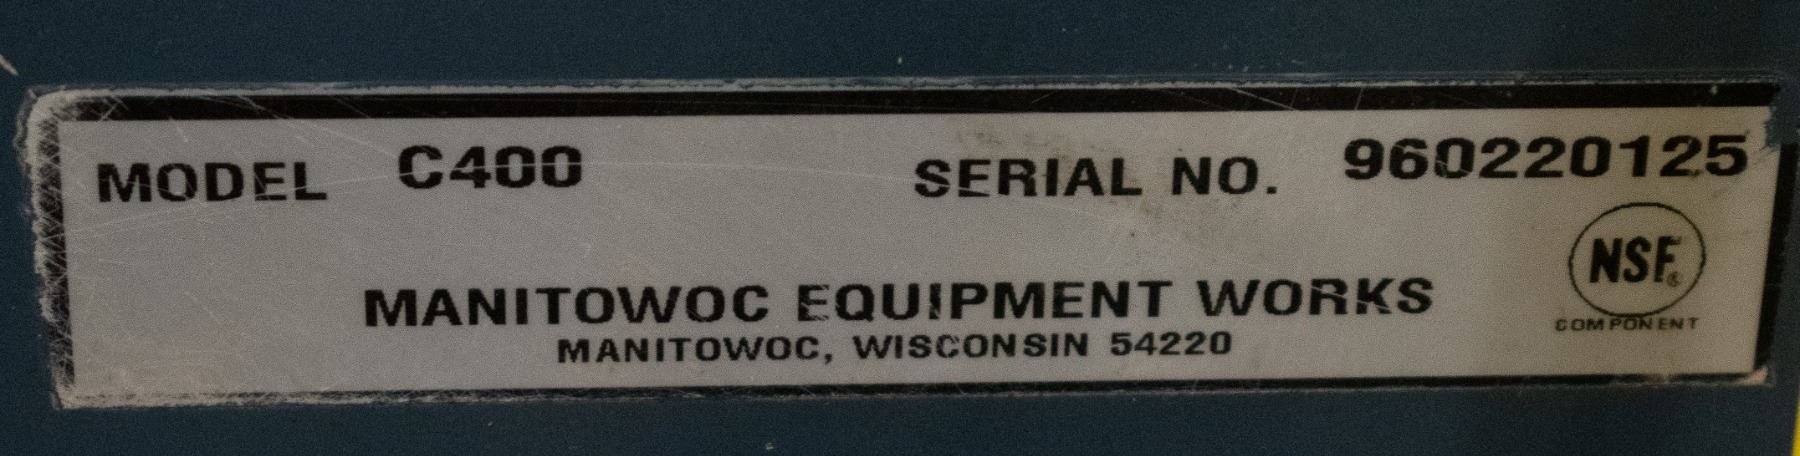 MODEL C400 SERIAL NO. 960220125
NSF®
COMPONENT
MANITOWOC EQUIPMENT WORKS
MANITOWOC, WISCONSIN 54220